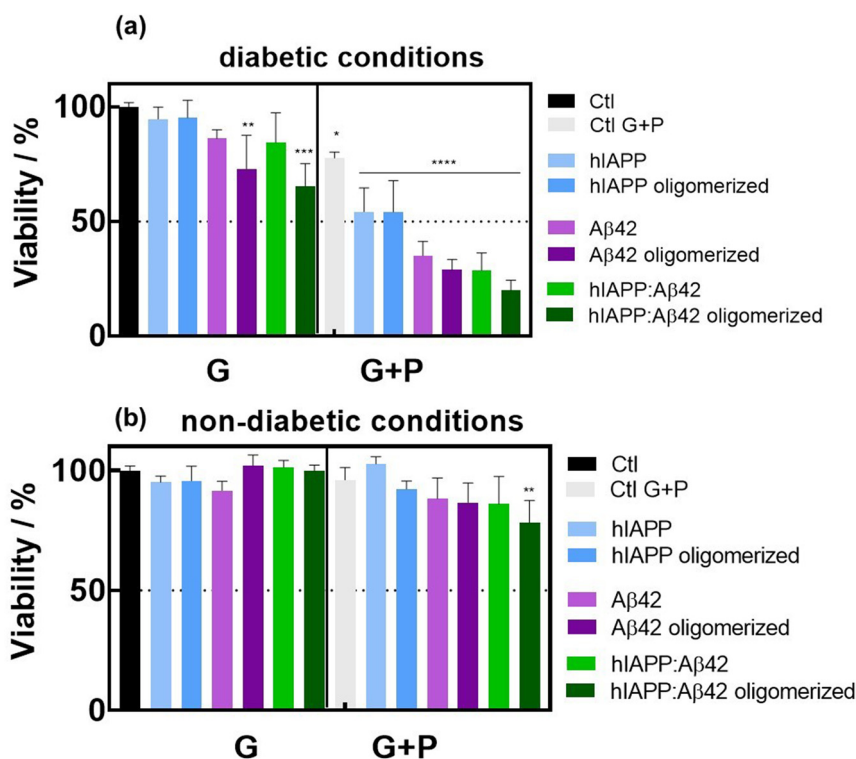 (a)
diabetic conditions
Viability / %
100
50
0
**
***
*
****
G
G+P
Ctl
Ctl G+P
hIAPP
hIAPP oligomerized
Aβ42
Aβ42 oligomerized
hIAPP:Aβ42
hIAPP:Aβ42 oligomerized
(b)
non-diabetic conditions
Viability / %
100
50
0
**
G
G+P
Ctl
Ctl G+P
hIAPP
hIAPP oligomerized
Aβ42
Aβ42 oligomerized
hIAPP:Aβ42
hIAPP:Aβ42 oligomerized